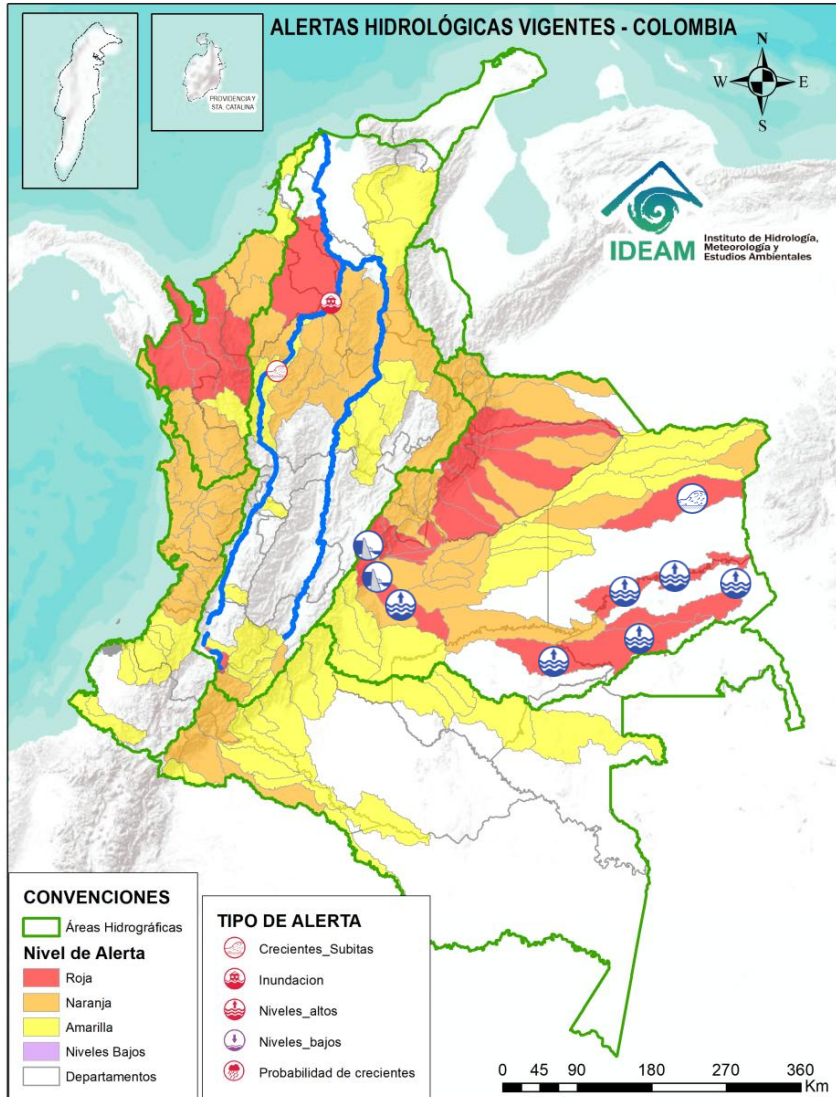 ALERTAS HIDROLÓGICAS VIGENTES - COLOMBIA
PROVIDENCIA Y
STA. CATALINA
N
W
E
S
IDEAM
Instituto de Hidrología,
Meteorología y
Estudios Ambientales
CONVENCIONES
Áreas Hidrográficas
Nivel de Alerta
Roja
Naranja
Amarilla
Niveles Bajos
Departamentos
TIPO DE ALERTA
Crecientes_Subitas
Inundacion
Niveles_altos
Niveles_bajos
Probabilidad de crecientes
0 45 90 180 270 360
Km